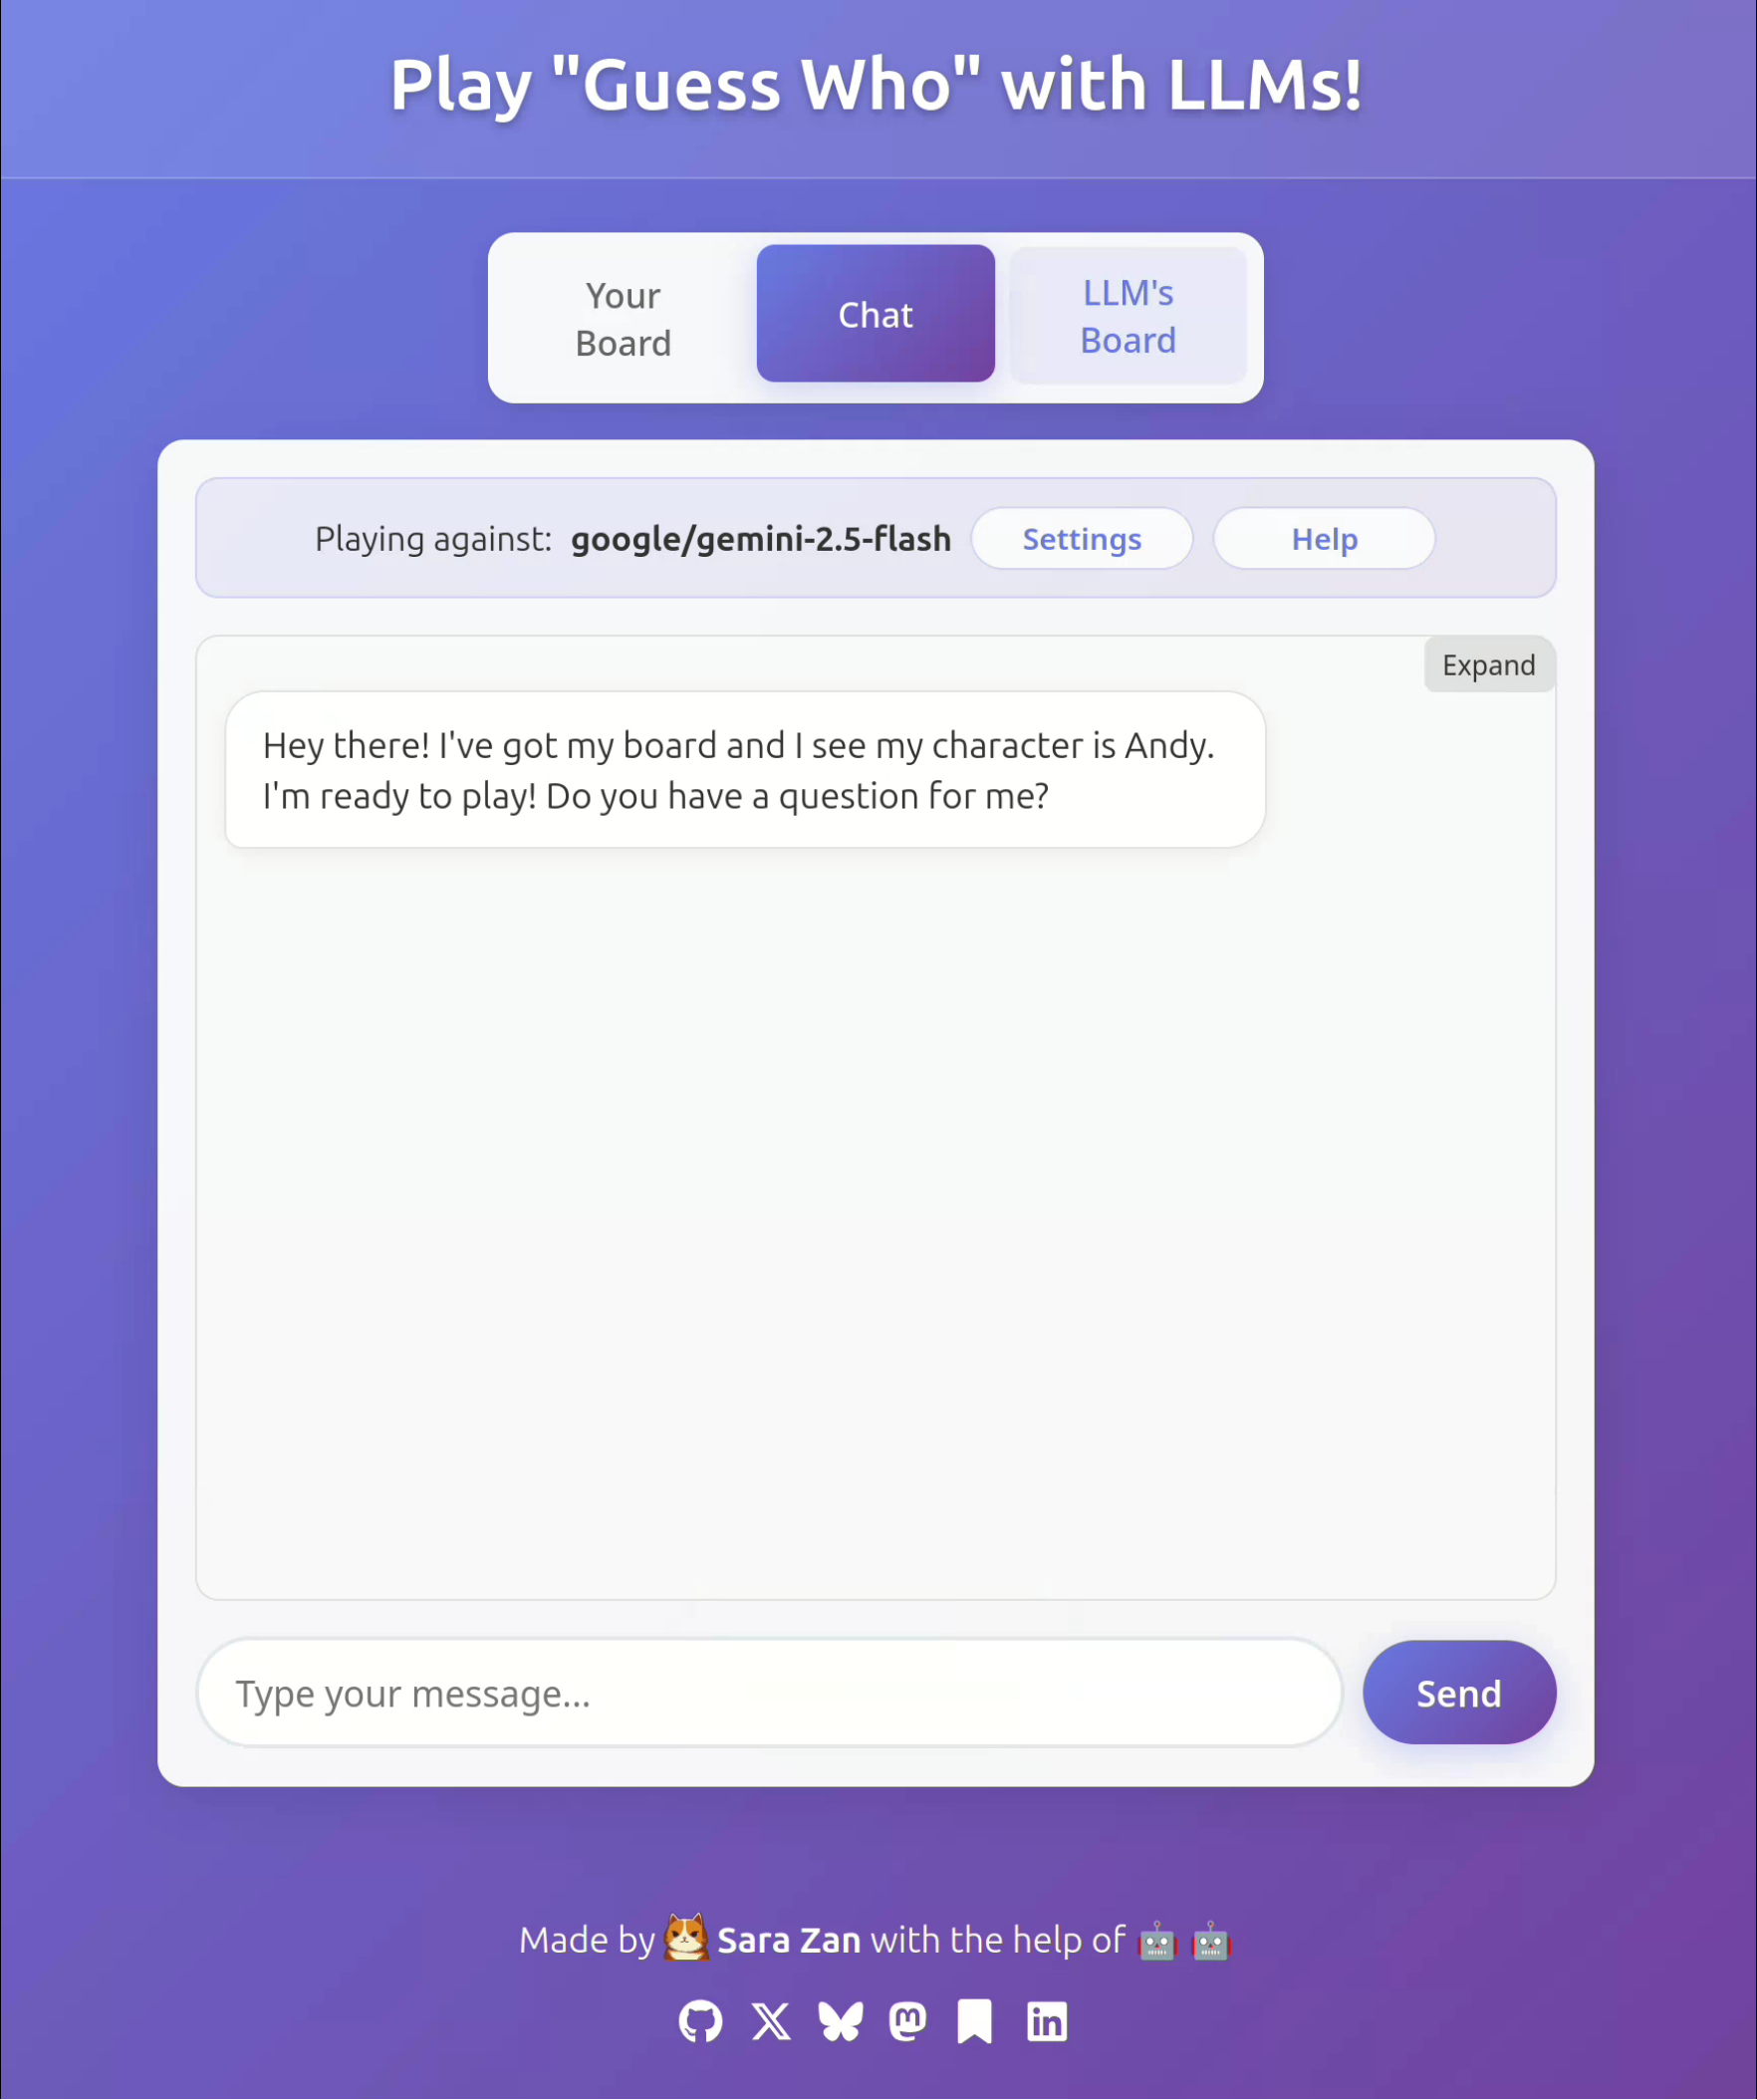 Play "Guess Who" with LLMs!
Your
Board
Chat
LLM's
Board
Playing against: google/gemini-2.5-flash Settings Help
Expand
Hey there! I've got my board and I see my character is Andy.
I'm ready to play! Do you have a question for me?
Type your message...
Send
Made by Sara Zan with the help of